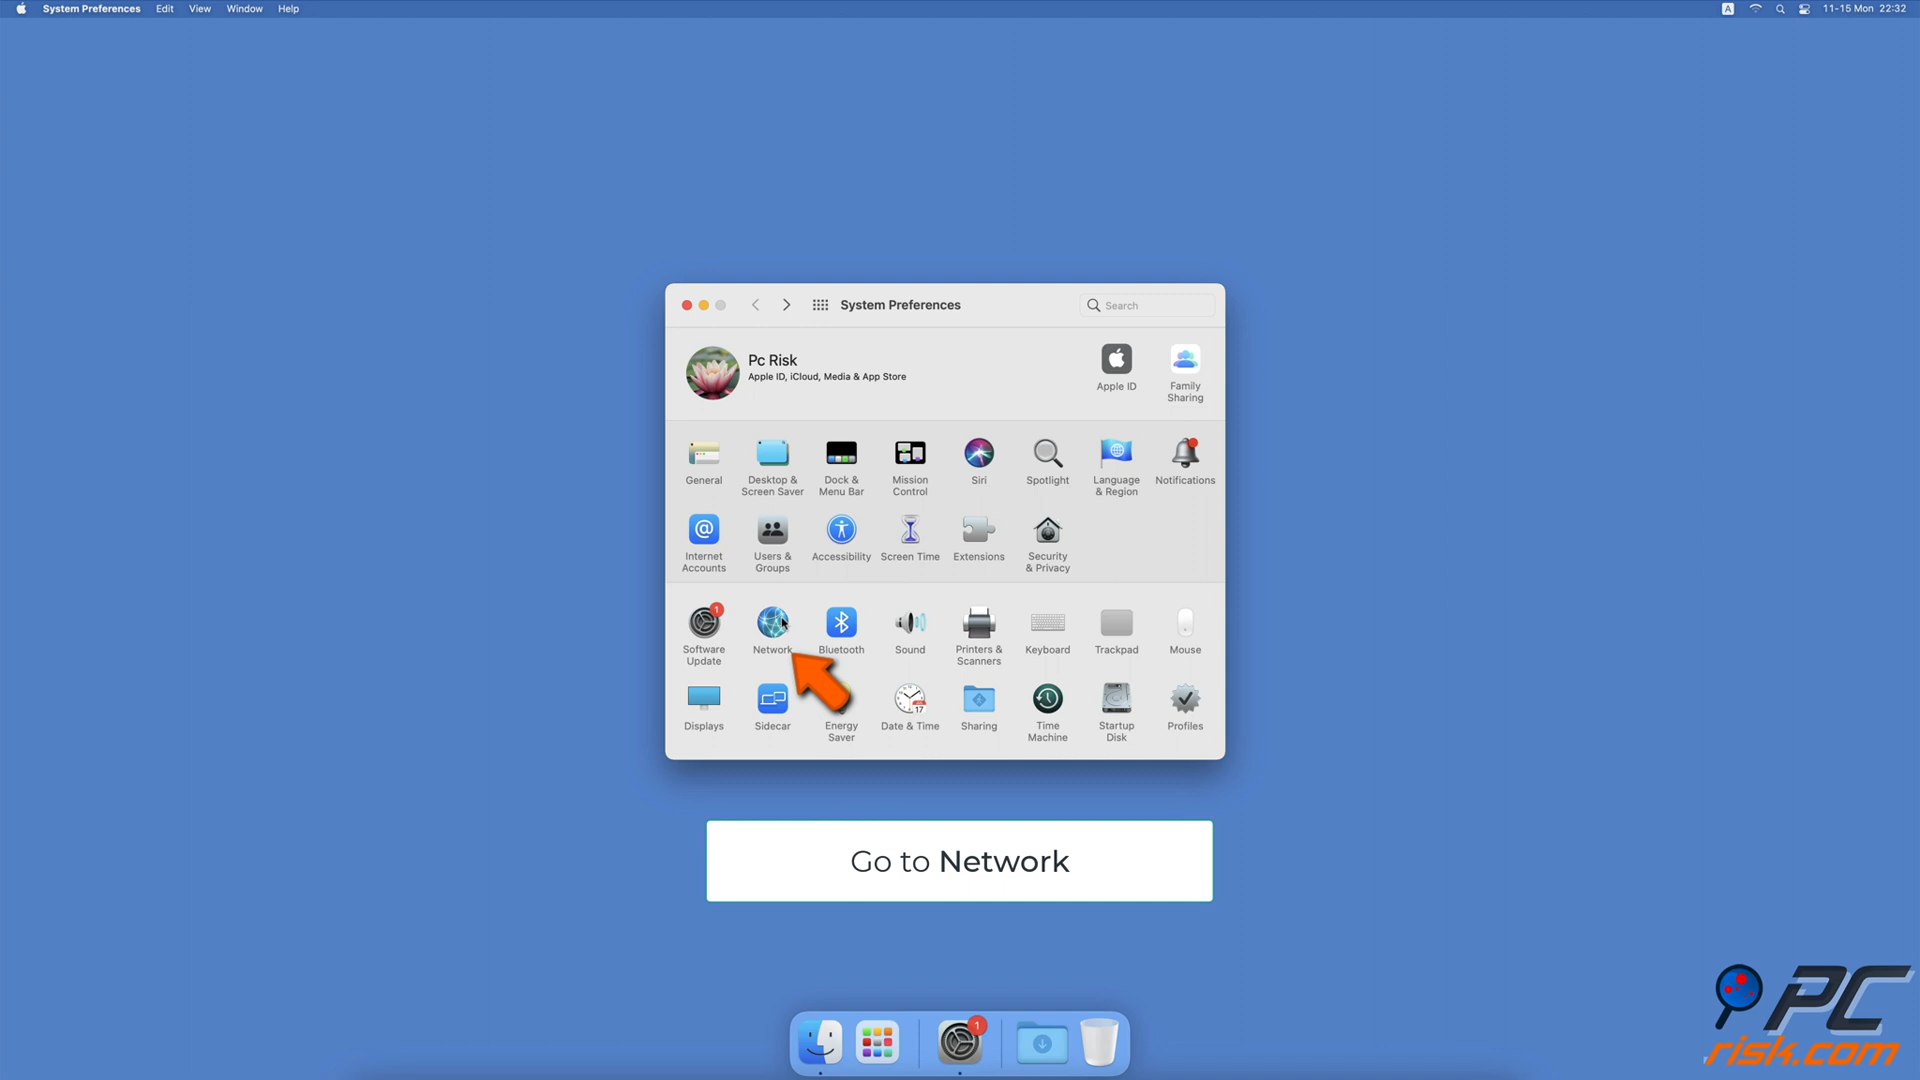 System Preferences Edit View Window Help
A 11-15 Mon 22:32
System Preferences
Search
Pc Risk
Apple ID, iCloud, Media & App Store
Apple ID
Family
Sharing
General
Desktop &
Screen Saver
Dock &
Menu Bar
Mission
Control
Siri
Spotlight
Language
& Region
Notifications
Internet
Accounts
Users &
Groups
Accessibility
Screen Time
Extensions
Security
& Privacy
1
Software
Update
Network
Bluetooth
Sound
Printers &
Scanners
Keyboard
Trackpad
Mouse
Displays
Sidecar
Energy
Saver
17
Date & Time
Sharing
Time
Machine
Startup
Disk
Profiles
Go to Network
1
PC
risk.com